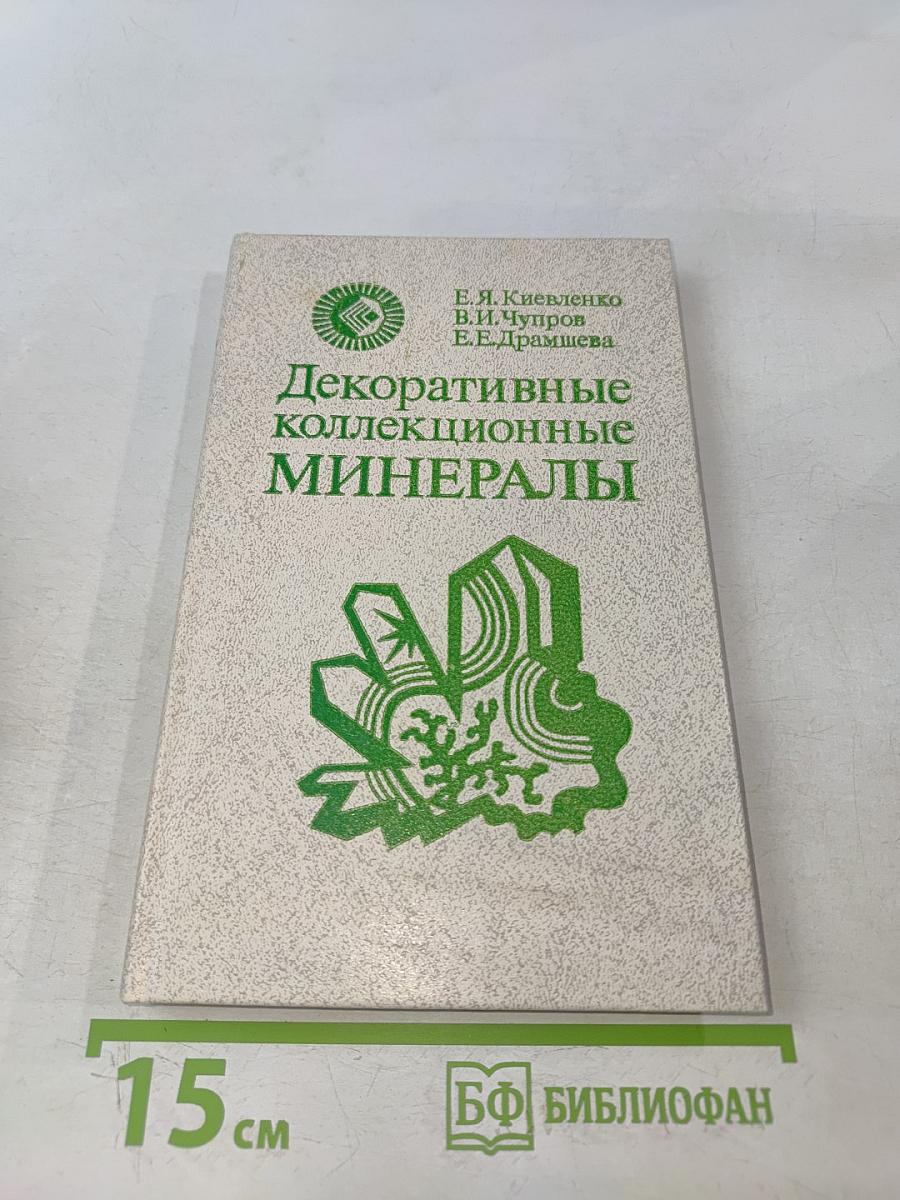 Е.Я. Киевленко
В.И. Чупров
Е.Е. Драмшева
Декоративные
коллекционные
МИНЕРАЛЫ
15 см
БФ БИБЛИОФАН